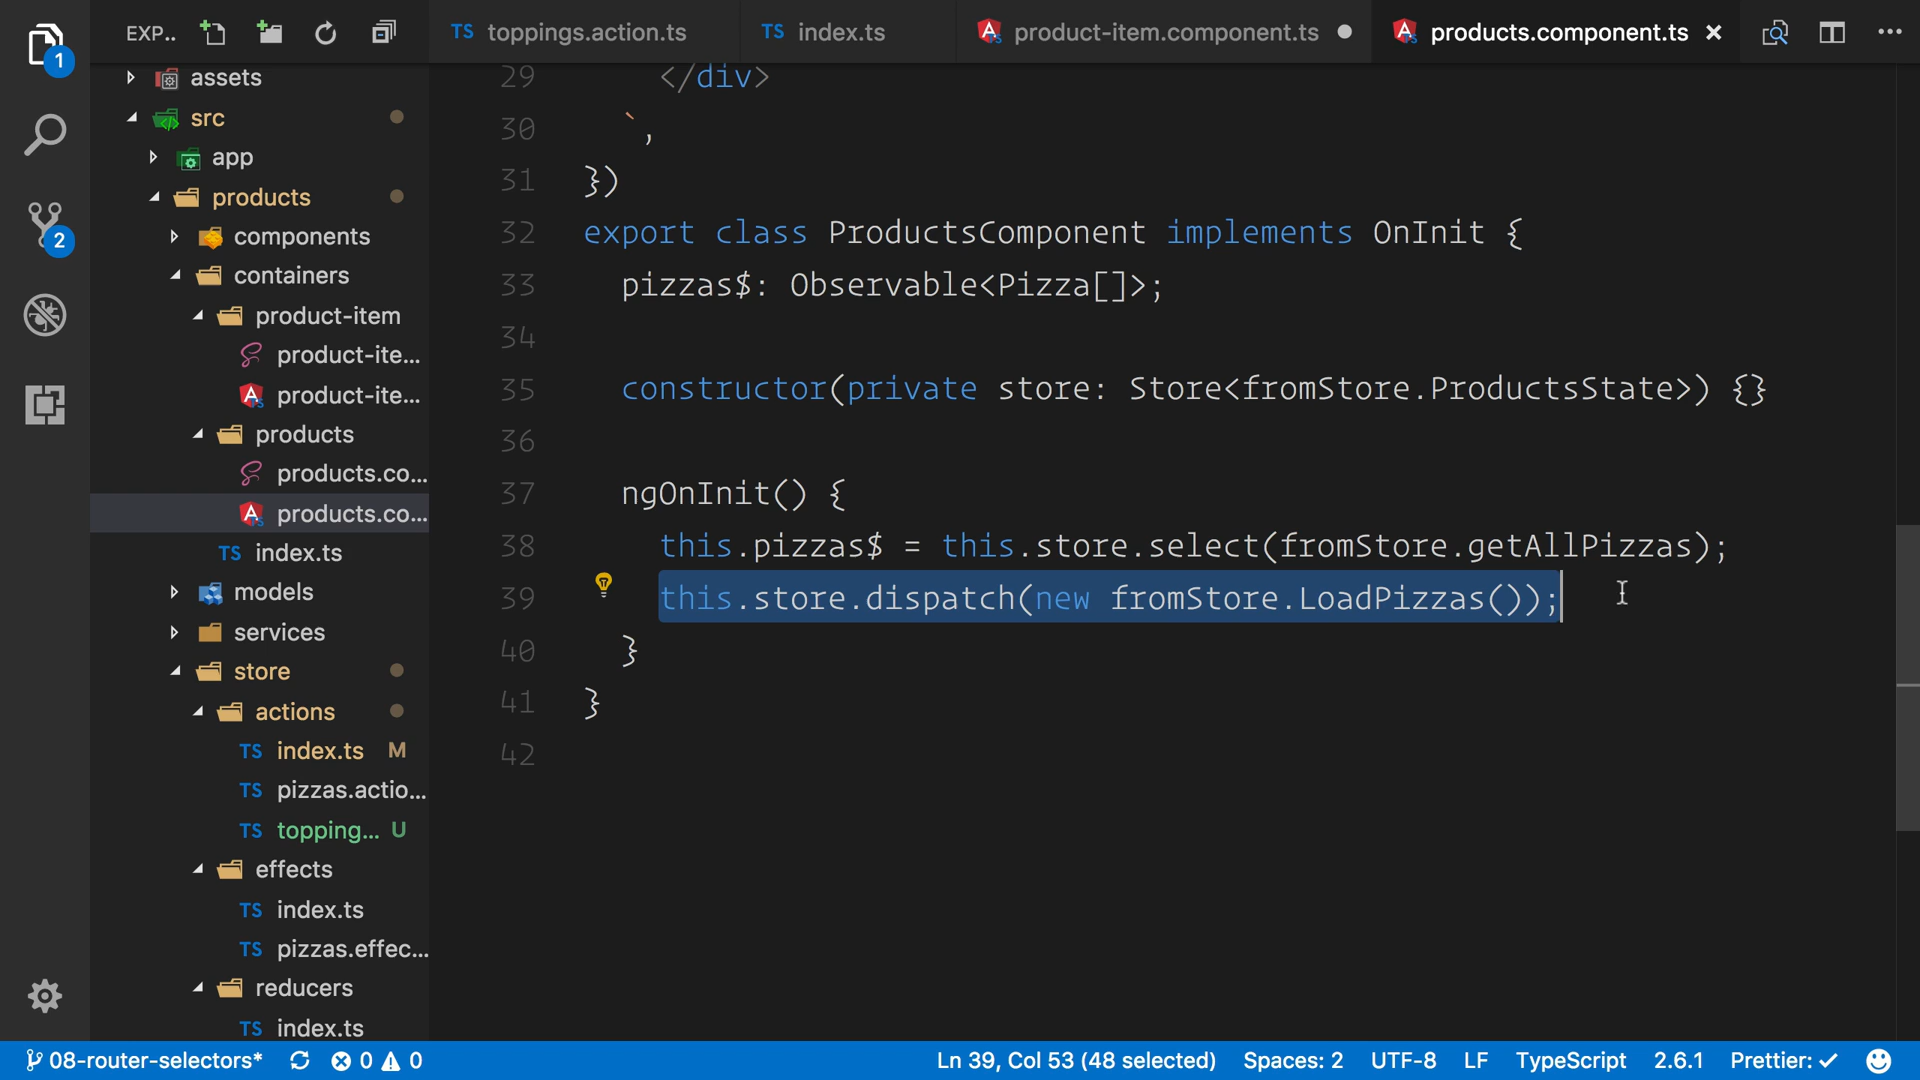 EXP..
TS toppings.action.ts
TS index.ts
product-item.component.ts
products.component.ts
1
2
assets
src
app
products
components
containers
product-item
product-ite...
product-ite...
products
products.co...
products.co...
TS index.ts
models
services
store
actions
TS index.ts M
TS pizzas.actio...
TS topping... U
effects
TS index.ts
TS pizzas.effec...
reducers
TS index.ts
29 </div>
30 `,
31 })
32 export class ProductsComponent implements OnInit {
33 pizzas$: Observable<Pizza[]>;
34
35 constructor(private store: Store<fromStore.ProductsState>) {}
36
37 ngOnInit() {
38 this.pizzas$ = this.store.select(fromStore.getAllPizzas);
39 this.store.dispatch(new fromStore.LoadPizzas());
40 }
41 }
42
08-router-selectors* 0 0 Ln 39, Col 53 (48 selected) Spaces: 2 UTF-8 LF TypeScript 2.6.1 Prettier: ✓